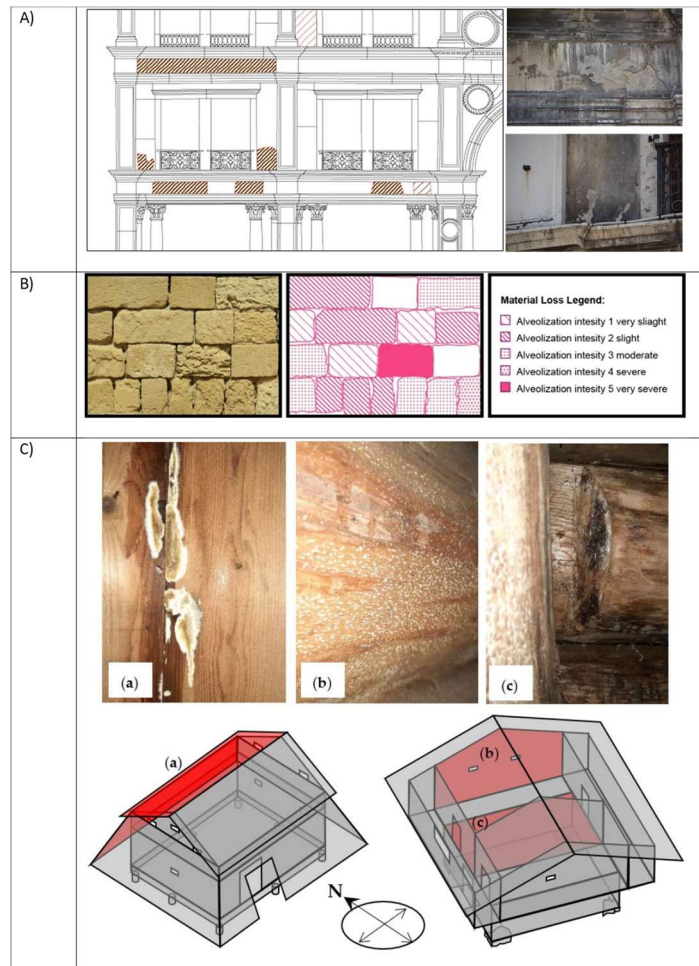 A)
B)
Material Loss Legend:
Alveolization intesity 1 very sliaght
Alveolization intesity 2 slight
Alveolization intesity 3 moderate
Alveolization intesity 4 severe
Alveolization intesity 5 very severe
C)
(a)
(b)
(c)
(a)
(b)
(c)
N